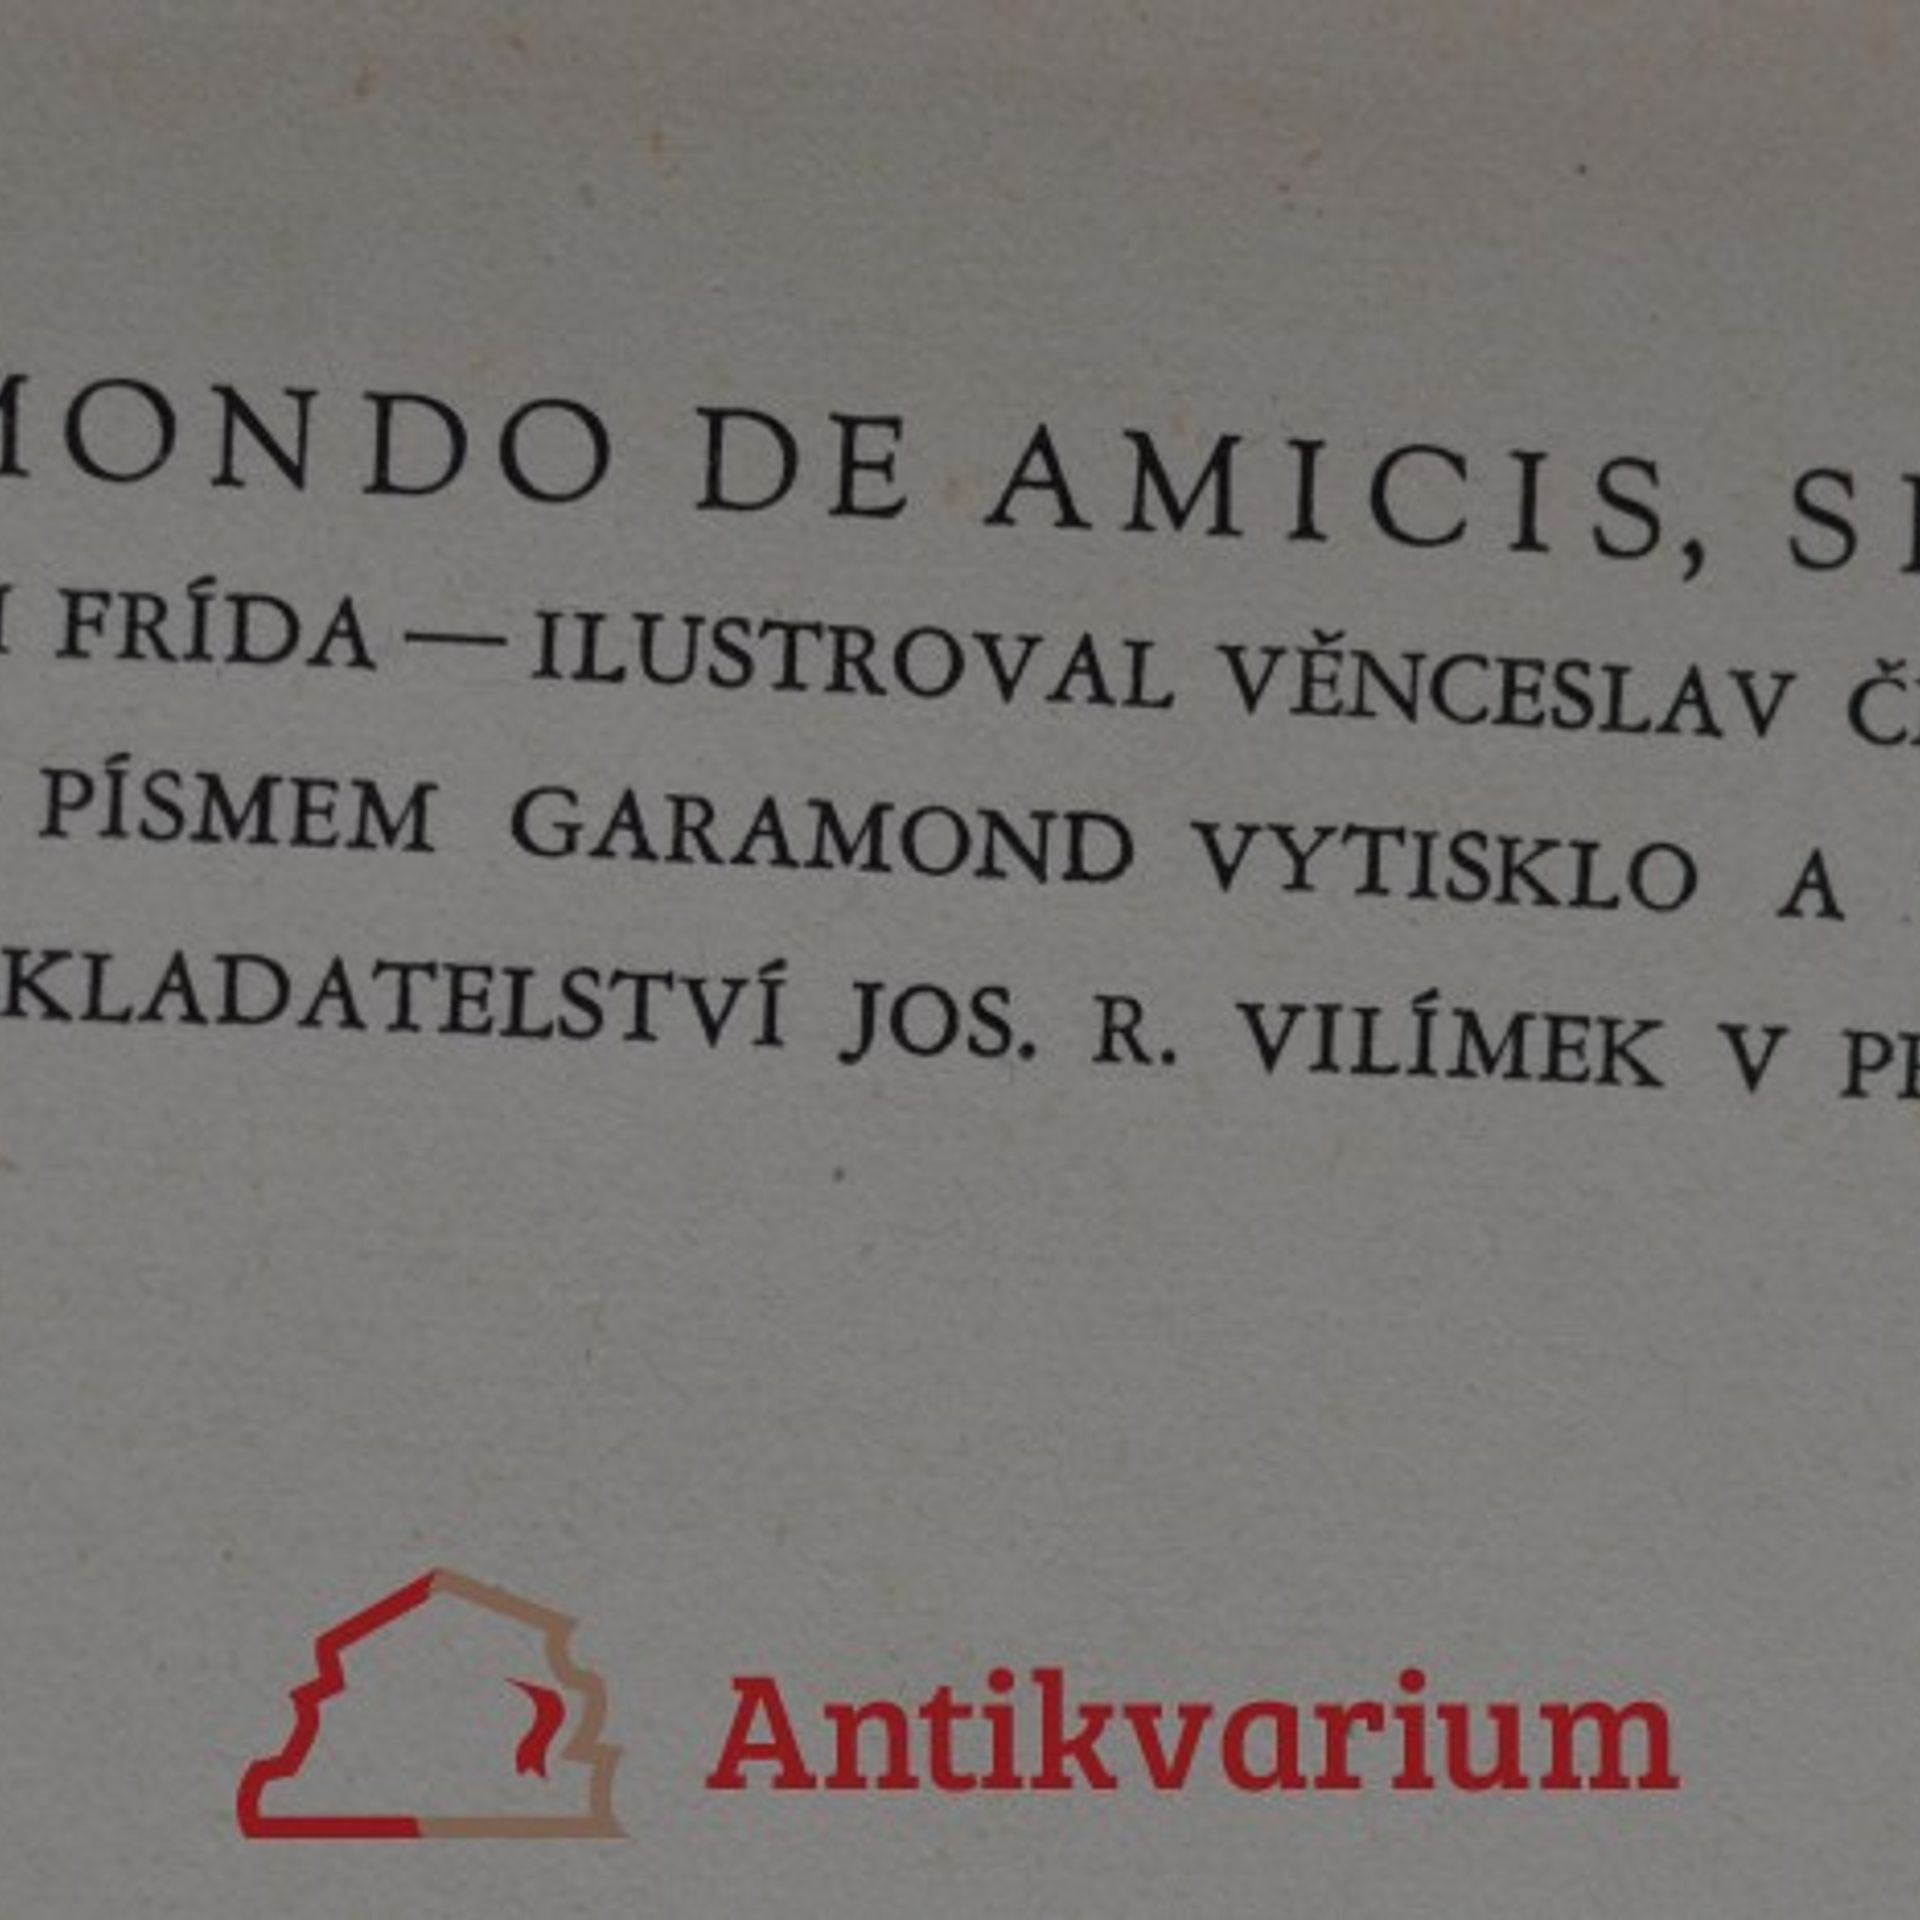 MONDO DE AMICIS,
FRÍDA — ILUSTROVAL VĚNCESLAV
PÍSMEM GARAMOND VYTISKLO A
KLADATELSTVÍ JOS. R. VILÍMEK V
Antikvarium